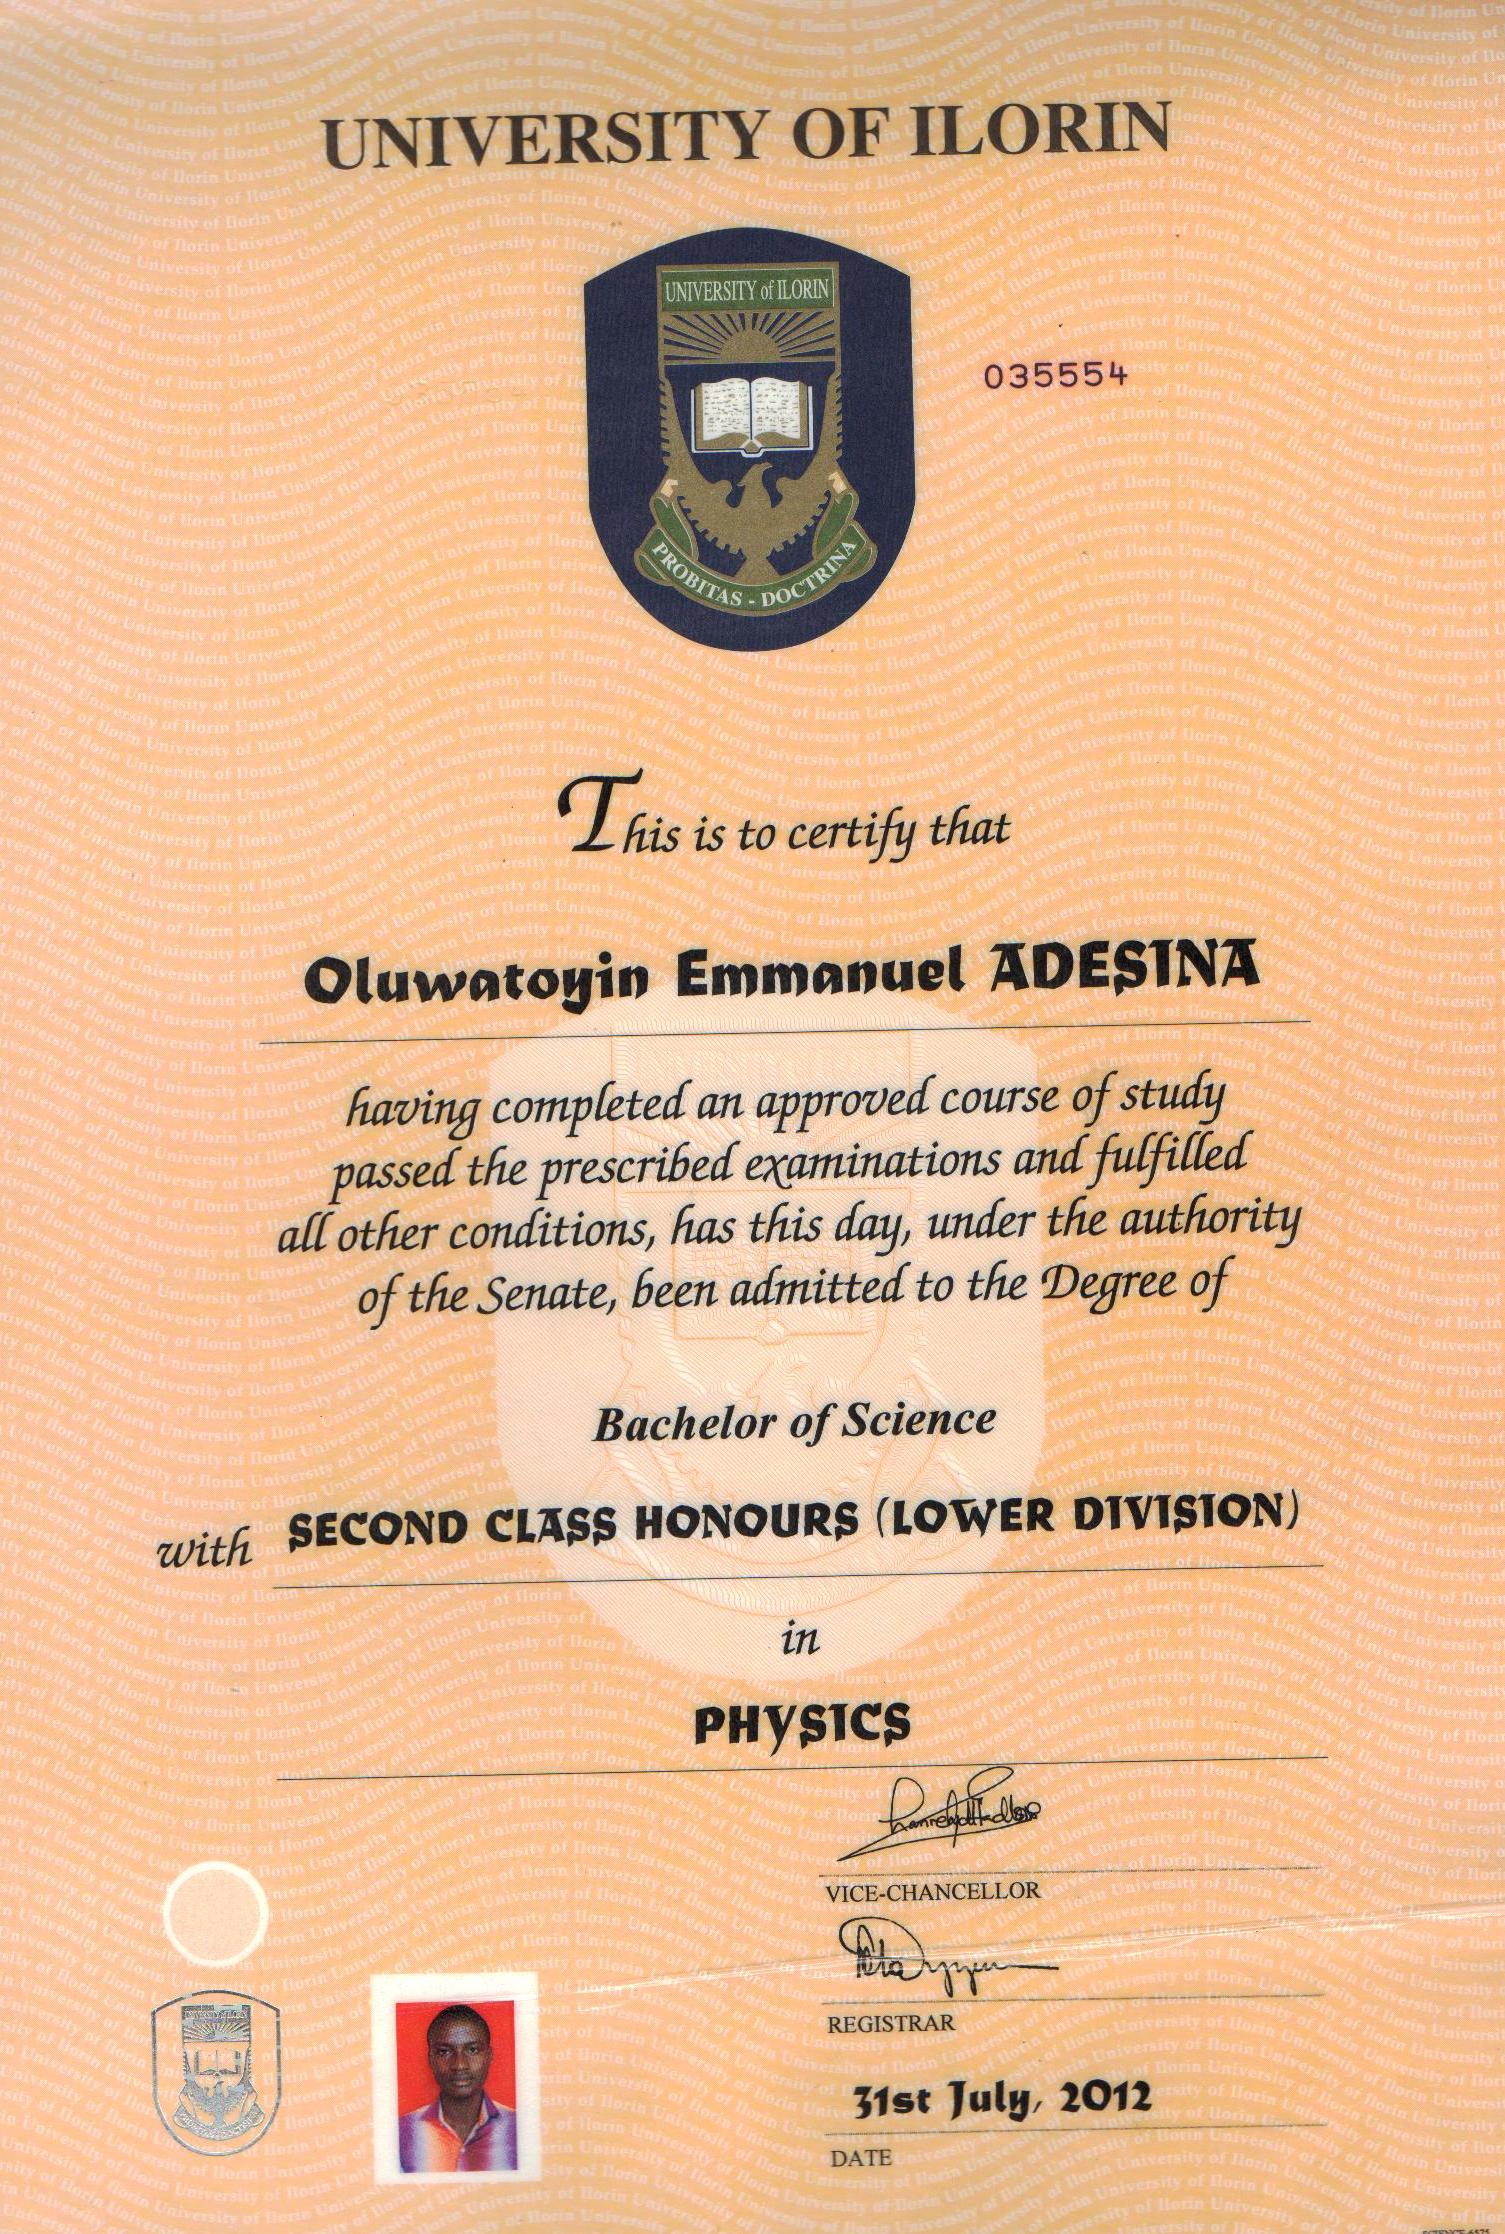 UNIVERSITY OF ILORIN
UNIVERSITY of ILORIN
035554
PROBITAS - DOCTRINA
This is to certify that
Oluwatoyin Emmanuel ADESINA
having completed an approved course of study
passed the prescribed examinations and fulfilled
all other conditions, has this day, under the authority
of the Senate, been admitted to the Degree of
Bachelor of Science
with SECOND CLASS HONOURS (LOWER DIVISION)
in
PHYSICS
VICE-CHANCELLOR
REGISTRAR
31st July, 2012
DATE